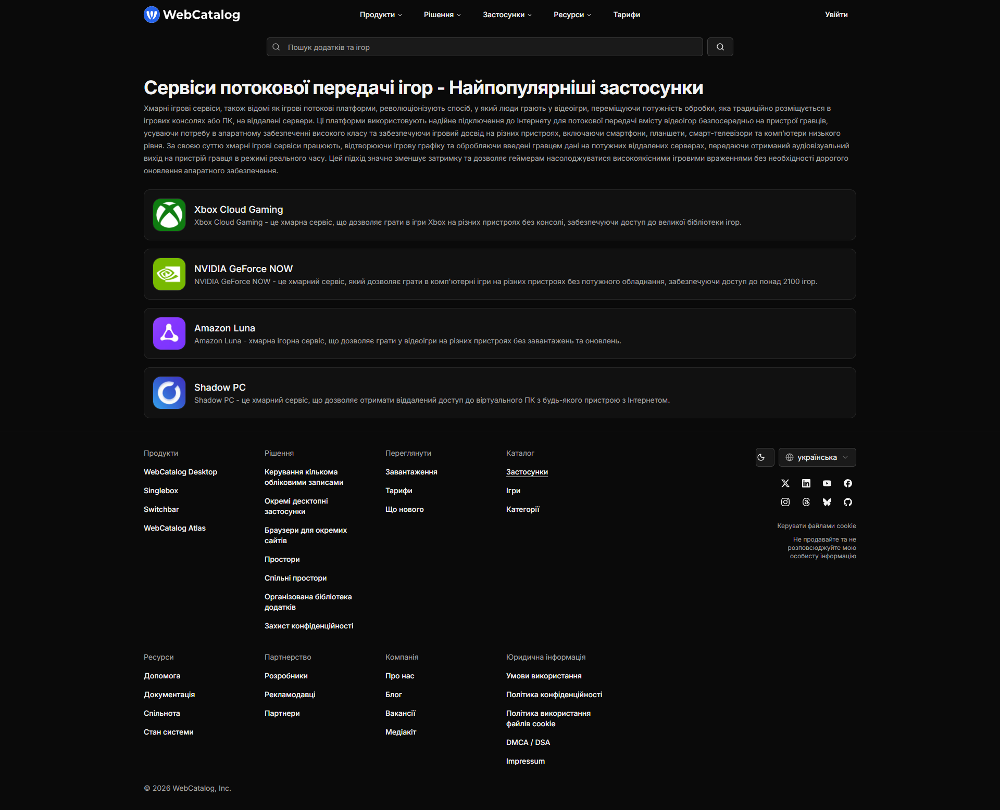 WebCatalog
Продукти
Рішення
Застосунки
Ресурси
Тарифи
Увійти
Пошук додатків та ігор
Сервіси потокової передачі ігор - Найпопулярніші застосунки
Хмарні ігрові сервіси, також відомі як ігрові потокові платформи, революціонізують спосіб, у який люди грають у відеоігри, переміщуючи потужність обробки, яка традиційно розміщується в
ігрових консолях або ПК, на віддалені сервери. Ці платформи використовують надійне підключення до Інтернету для потокової передачі вмісту відеоігор безпосередньо на пристрої гравців,
усуваючи потребу в апаратному забезпеченні високого класу та забезпечуючи ігровий досвід на різних пристроях, включаючи смартфони, планшети, смарт-телевізори та комп’ютери низького
рівня. За своєю суттю хмарні ігрові сервіси працюють, відтворюючи ігрову графіку та обробляючи введені гравцем дані на потужних віддалених серверах, передаючи отриманий аудіовізуальний
вихід на пристрій гравця в режимі реального часу. Цей підхід значно зменшує затримку та дозволяє геймерам насолоджуватися високоякісними ігровими враженнями без необхідності дорогого
оновлення апаратного забезпечення.
Xbox Cloud Gaming
Xbox Cloud Gaming - це хмарна сервіс, що дозволяє грати в ігри Xbox на різних пристроях без консолі, забезпечуючи доступ до великої бібліотеки ігор.
NVIDIA GeForce NOW
NVIDIA GeForce NOW - це хмарний сервіс, який дозволяє грати в комп'ютерні ігри на різних пристроях без потужного обладнання, забезпечуючи доступ до понад 2100 ігор.
Amazon Luna
Amazon Luna - хмарна ігорна сервіс, що дозволяє грати у відеоігри на різних пристроях без завантажень та оновлень.
Shadow PC
Shadow PC - це хмарний сервіс, що дозволяє отримати віддалений доступ до віртуального ПК з будь-якого пристрою з Інтернетом.
Продукти
WebCatalog Desktop
Singlebox
Switchbar
WebCatalog Atlas
Рішення
Керування кількома
обліковими записами
Окремі десктопні
застосунки
Браузери для окремих
сайтів
Простори
Спільні простори
Організована бібліотека
додатків
Захист конфіденційності
Переглянути
Завантаження
Тарифи
Що нового
Каталог
Застосунки
Ігри
Категорії
українська
Керувати файлами cookie
Не продавайте та не
розповсюджуйте мою
особисту інформацію
Ресурси
Допомога
Документація
Спільнота
Стан системи
Партнерство
Розробники
Рекламодавці
Партнери
Компанія
Про нас
Блог
Вакансії
Медіакіт
Юридична інформація
Умови використання
Політика конфіденційності
Політика використання
файлів cookie
DMCA / DSA
Impressum
© 2026 WebCatalog, Inc.